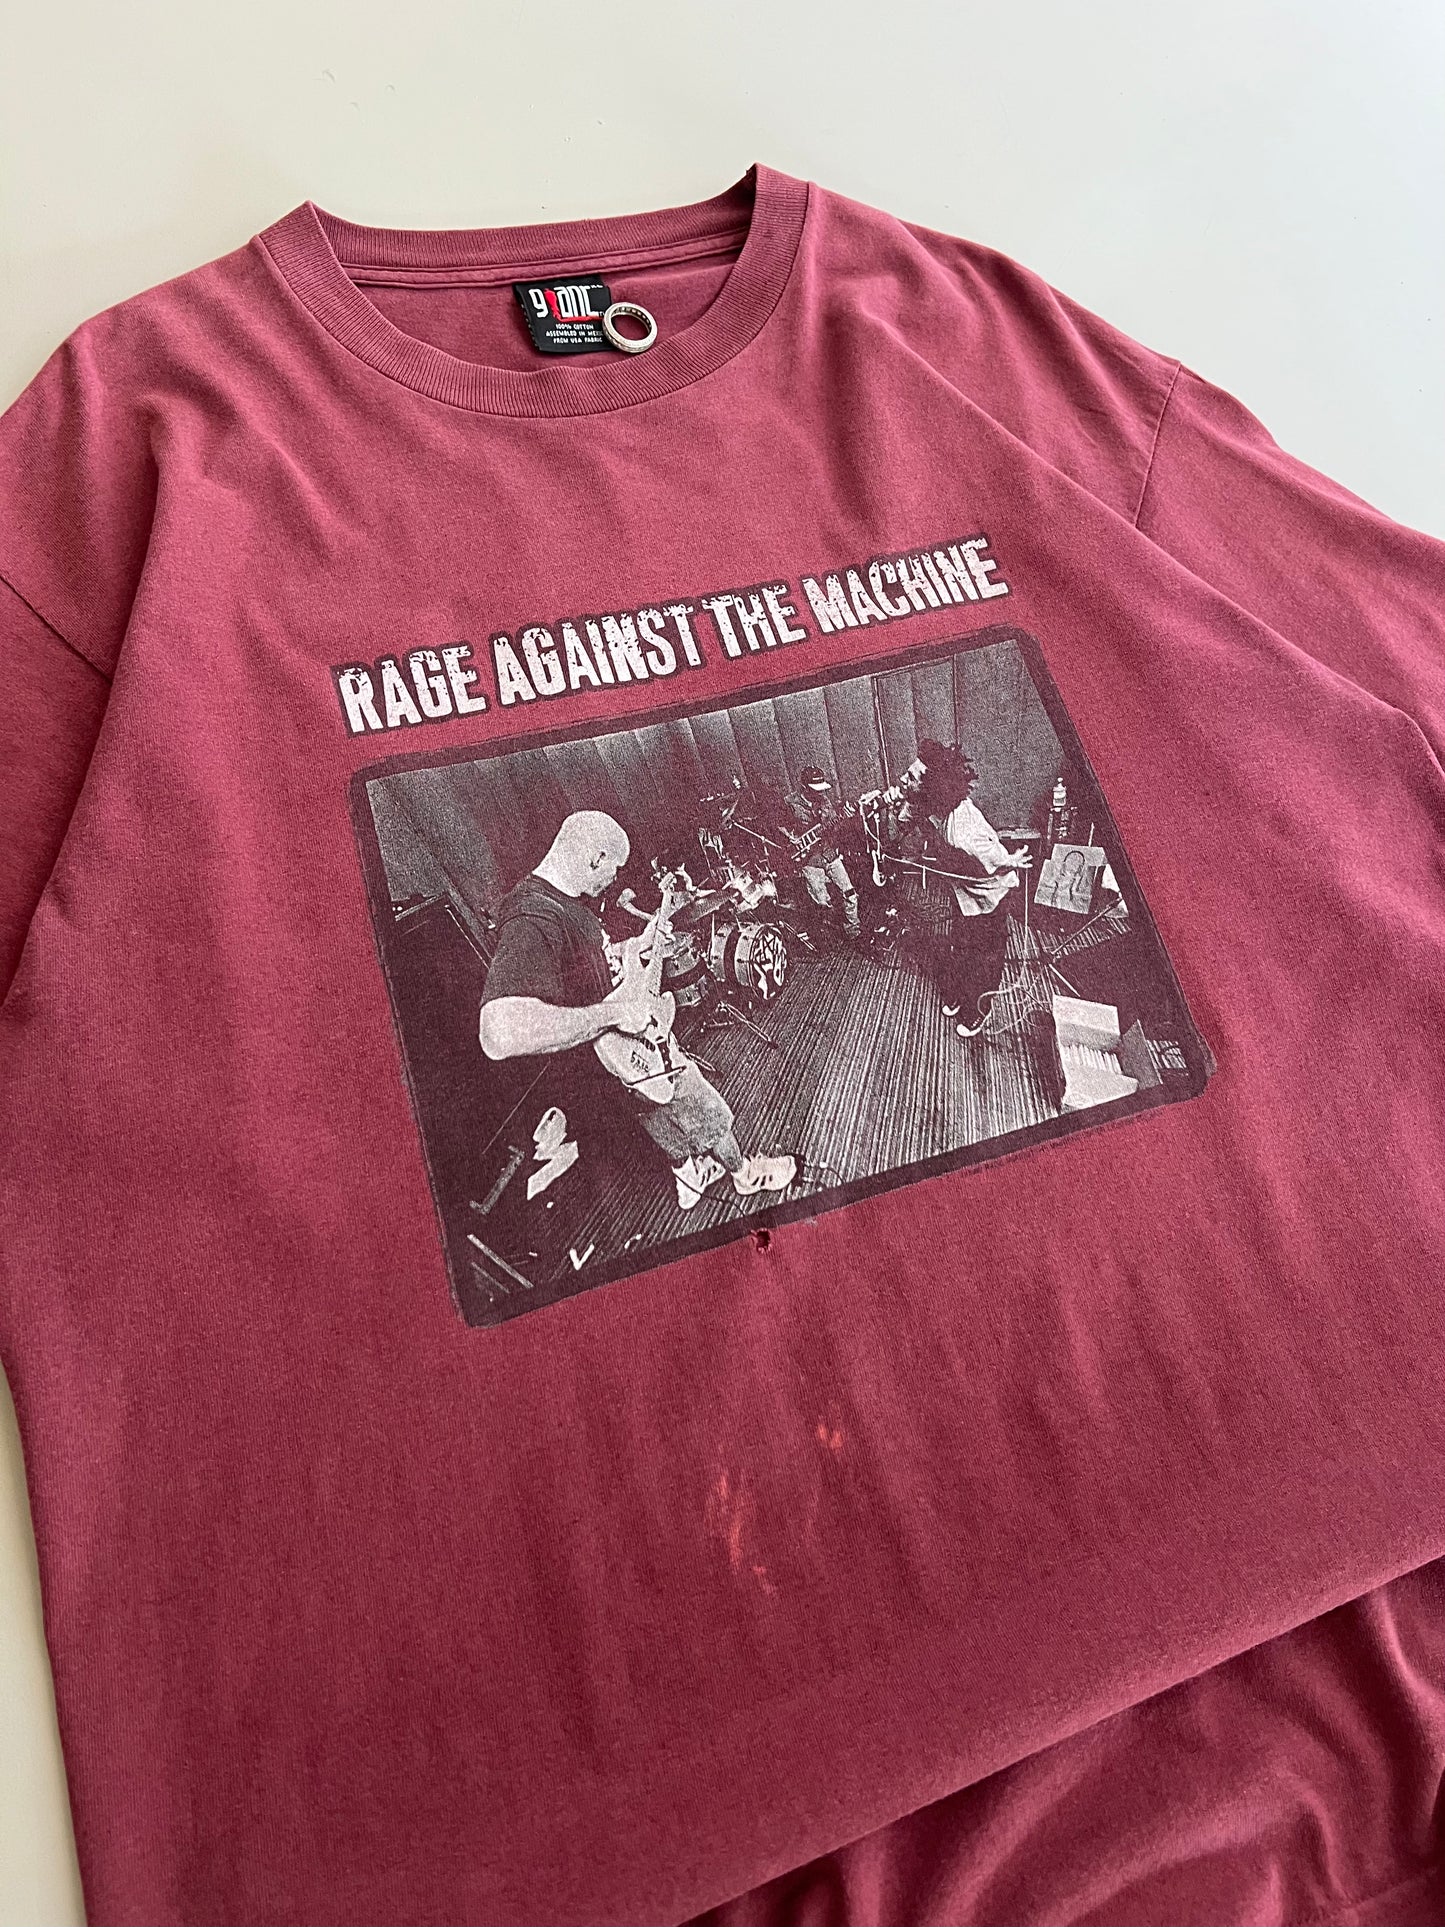 giant
100% COTTON
ASSEMBLED IN MEXICO
FROM USA FABRIC
RAGE AGAINST THE MACHINE